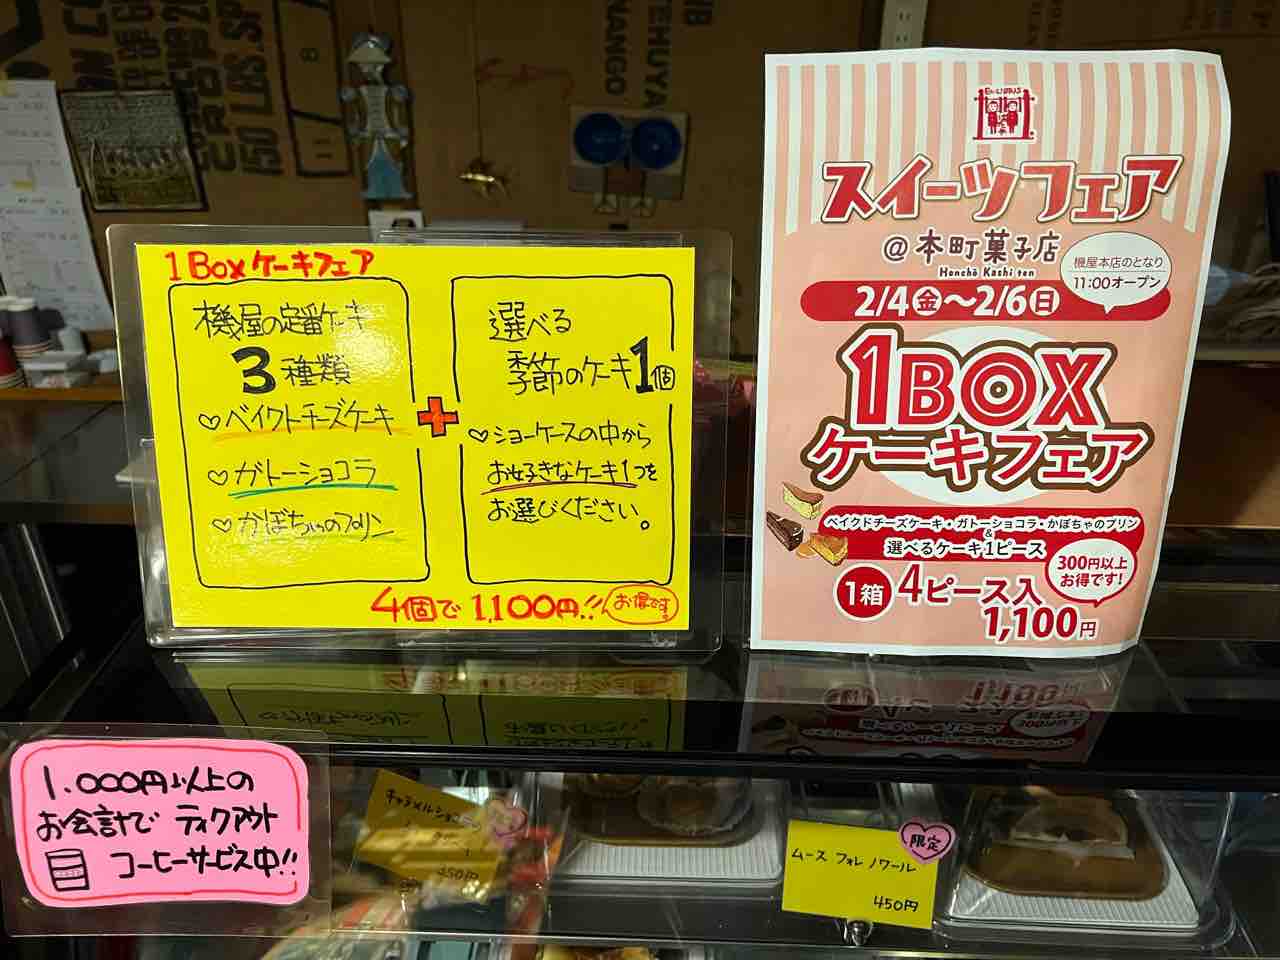 1Boxケーキフェア
機屋の定番ケーキ
3種類
♡ベイクトチーズケーキ
♡ガトーショコラ
♡かぼちゃのプリン
+
選べる
季節のケーキ1個
♡ショーケースの中から
お好きなケーキ1つを
お選びください。
4個で1,100円!!
お得です。
スイーツフェア
@本町菓子店
Honchō Kashi ten
機屋本店のとなり
11:00オープン
2/4金〜2/6日
1BOX
ケーキフェア
ベイクドチーズケーキ・ガトーショコラ・かぼちゃのプリン
&
選べるケーキ1ピース
300円以上
お得です!
1箱 4ピース入
1,100円
1.000円以上の
お会計で テイクアウト
コーヒーサービス中!!
450円
限定
ムース フォレ ノワール
450円
TEHUYA
NANGO
150 LBS.